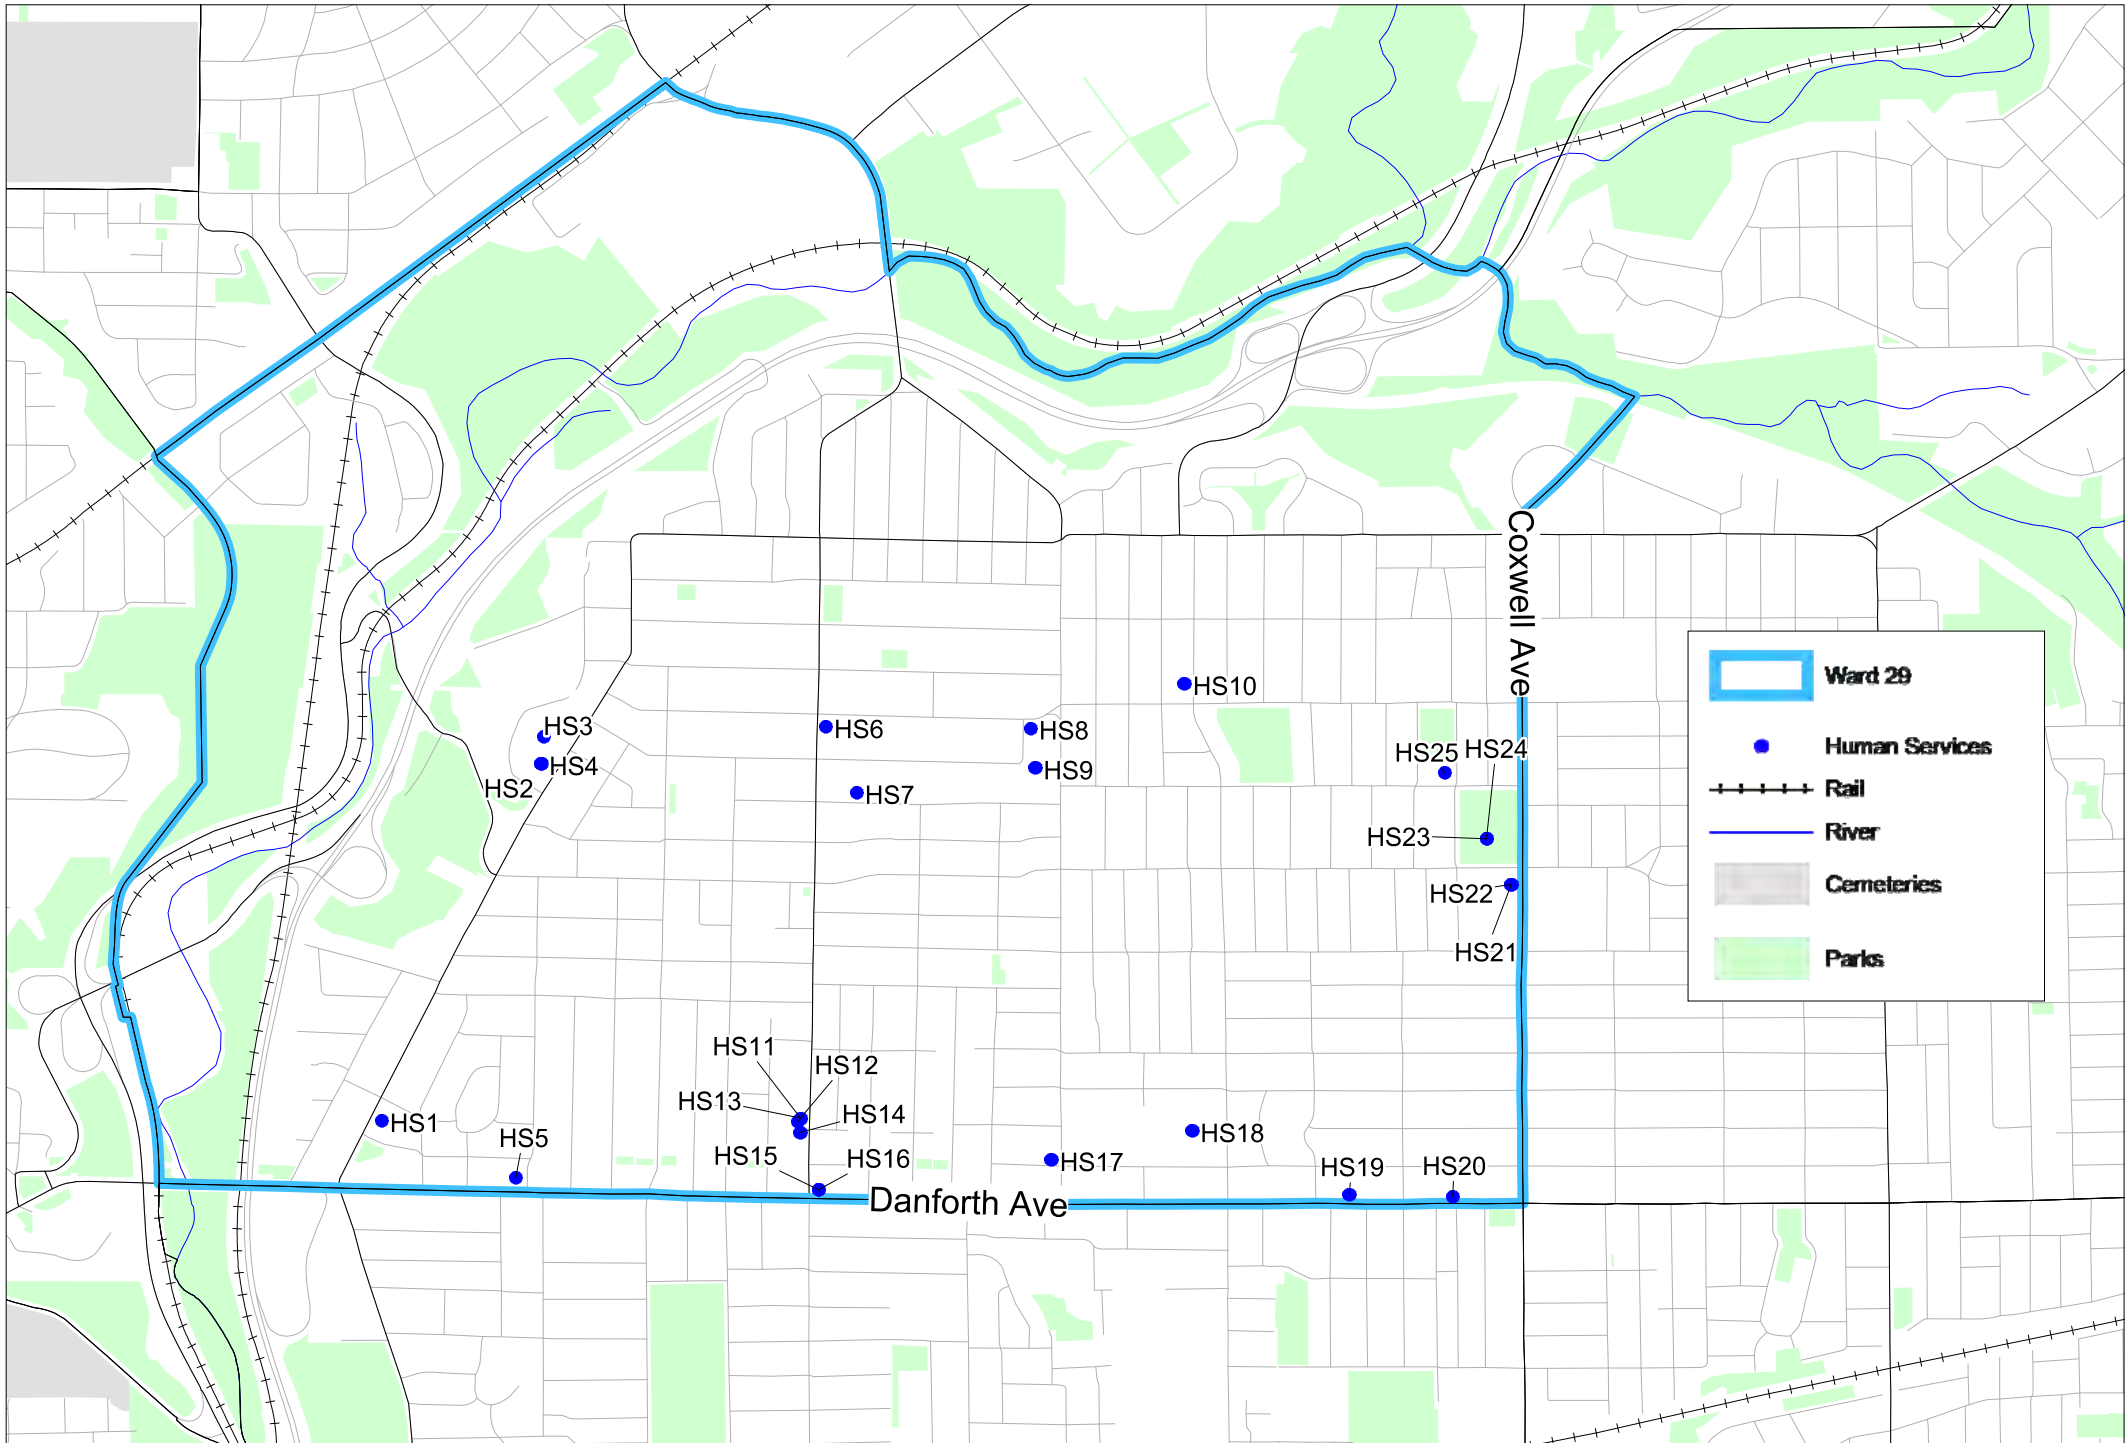 Coxwell Ave
Ward 29
Human Services
Rail
River
Cemeteries
Parks
HS10
HS3
HS6
HS8
HS25
HS24
HS4
HS9
HS2
HS7
HS23
HS22
HS21
HS11
HS12
HS13
HS14
HS1
HS5
HS18
HS15
HS16
HS17
HS19
HS20
Danforth Ave